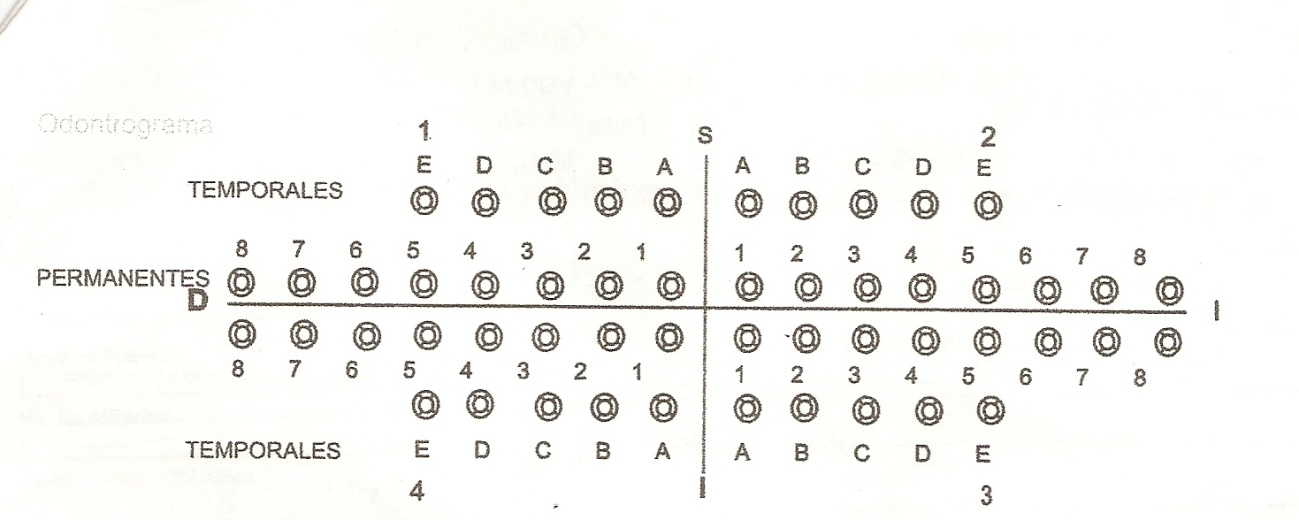 Odontrograma
1 S 2
E D C B A A B C D E
TEMPORALES
8 7 6 5 4 3 2 1 1 2 3 4 5 6 7 8
PERMANENTES
D I
8 7 6 5 4 3 2 1 1 2 3 4 5 6 7 8
TEMPORALES E D C B A A B C D E
4 I 3